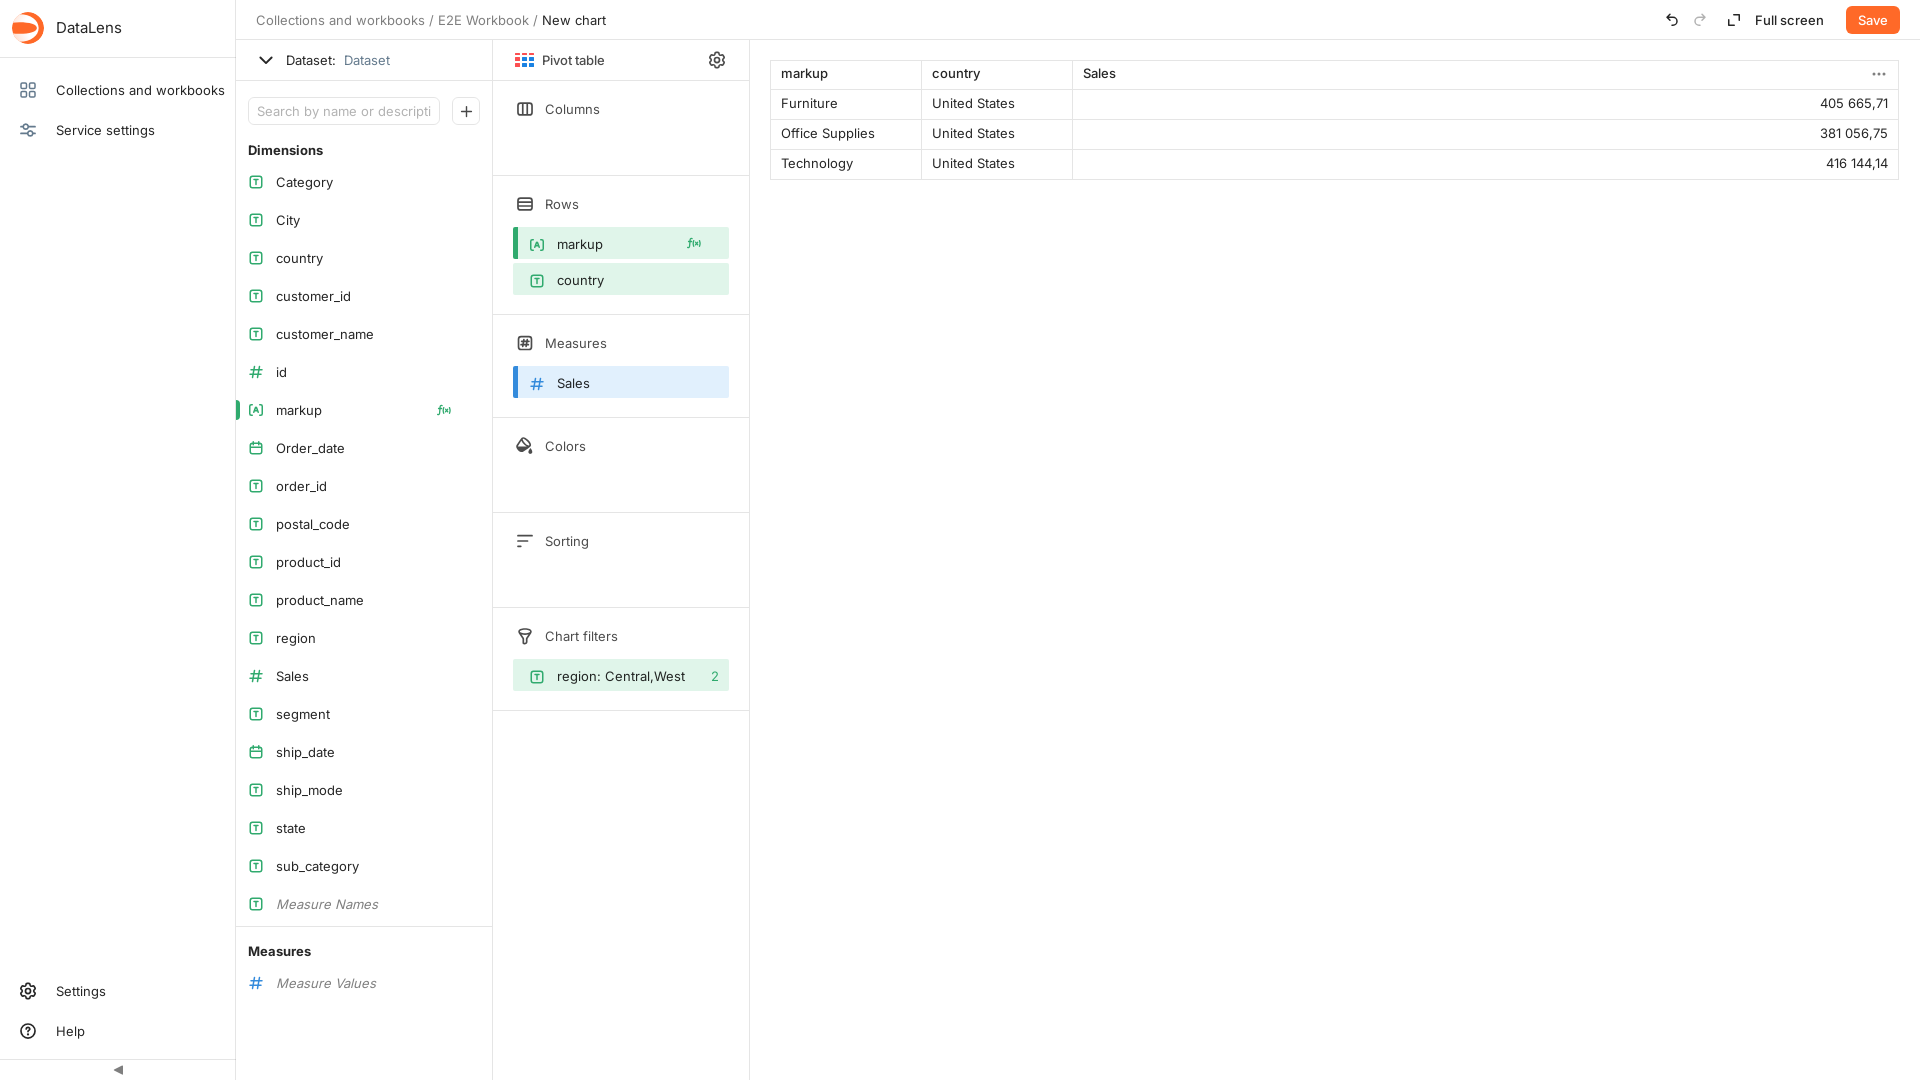 DataLens
Collections and workbooks
Service settings
Settings
Help
Collections and workbooks / E2E Workbook / New chart
Full screen
Save
Dataset: Dataset
Search by name or descripti
Dimensions
Category
City
country
customer_id
customer_name
id
markup
ƒ(x)
Order_date
order_id
postal_code
product_id
product_name
region
Sales
segment
ship_date
ship_mode
state
sub_category
Measure Names
Measures
Measure Values
Pivot table
Columns
Rows
markup
ƒ(x)
country
Measures
Sales
Colors
Sorting
Chart filters
region: Central,West 2
markup country Sales
Furniture United States 405 665,71
Office Supplies United States 381 056,75
Technology United States 416 144,14